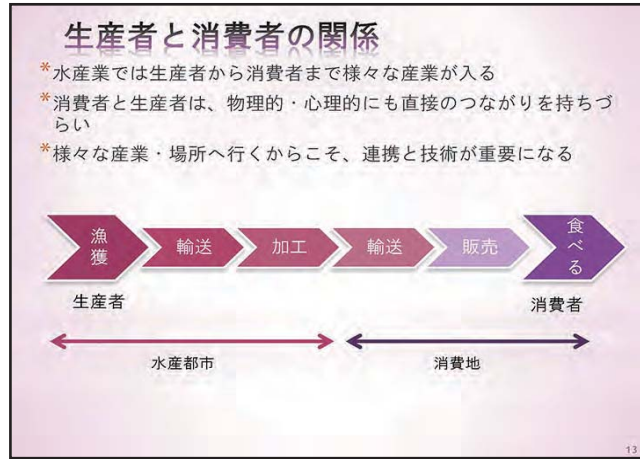 生産者と消費者の関係
*水産業では生産者から消費者まで様々な産業が入る
*消費者と生産者は、物理的・心理的にも直接のつながりを持ちづ
らい
*様々な産業・場所へ行くからこそ、連携と技術が重要になる
漁獲
輸送
加工
輸送
販売
食べる
生産者
消費者
水産都市
消費地
13